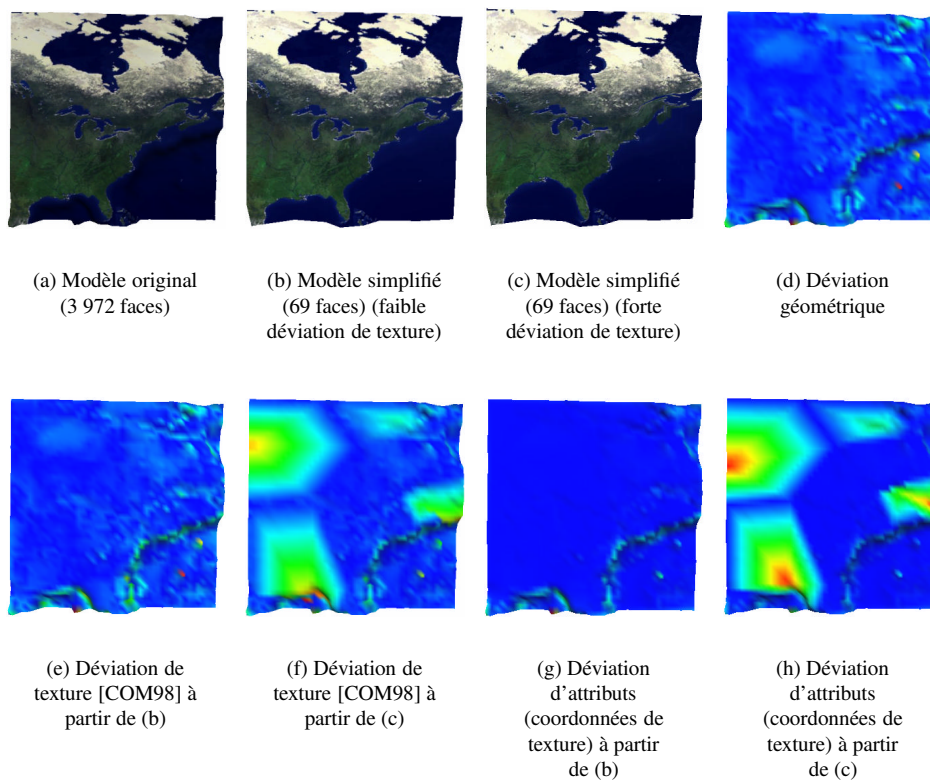 (a) Modèle original
(3 972 faces)
(b) Modèle simplifié
(69 faces) (faible
déviation de texture)
(c) Modèle simplifié
(69 faces) (forte
déviation de texture)
(d) Déviation
géométrique
(e) Déviation de
texture [COM98] à
partir de (b)
(f) Déviation de
texture [COM98] à
partir de (c)
(g) Déviation
d'attributs
(coordonnées de
texture) à partir
de (b)
(h) Déviation
d'attributs
(coordonnées de
texture) à partir
de (c)